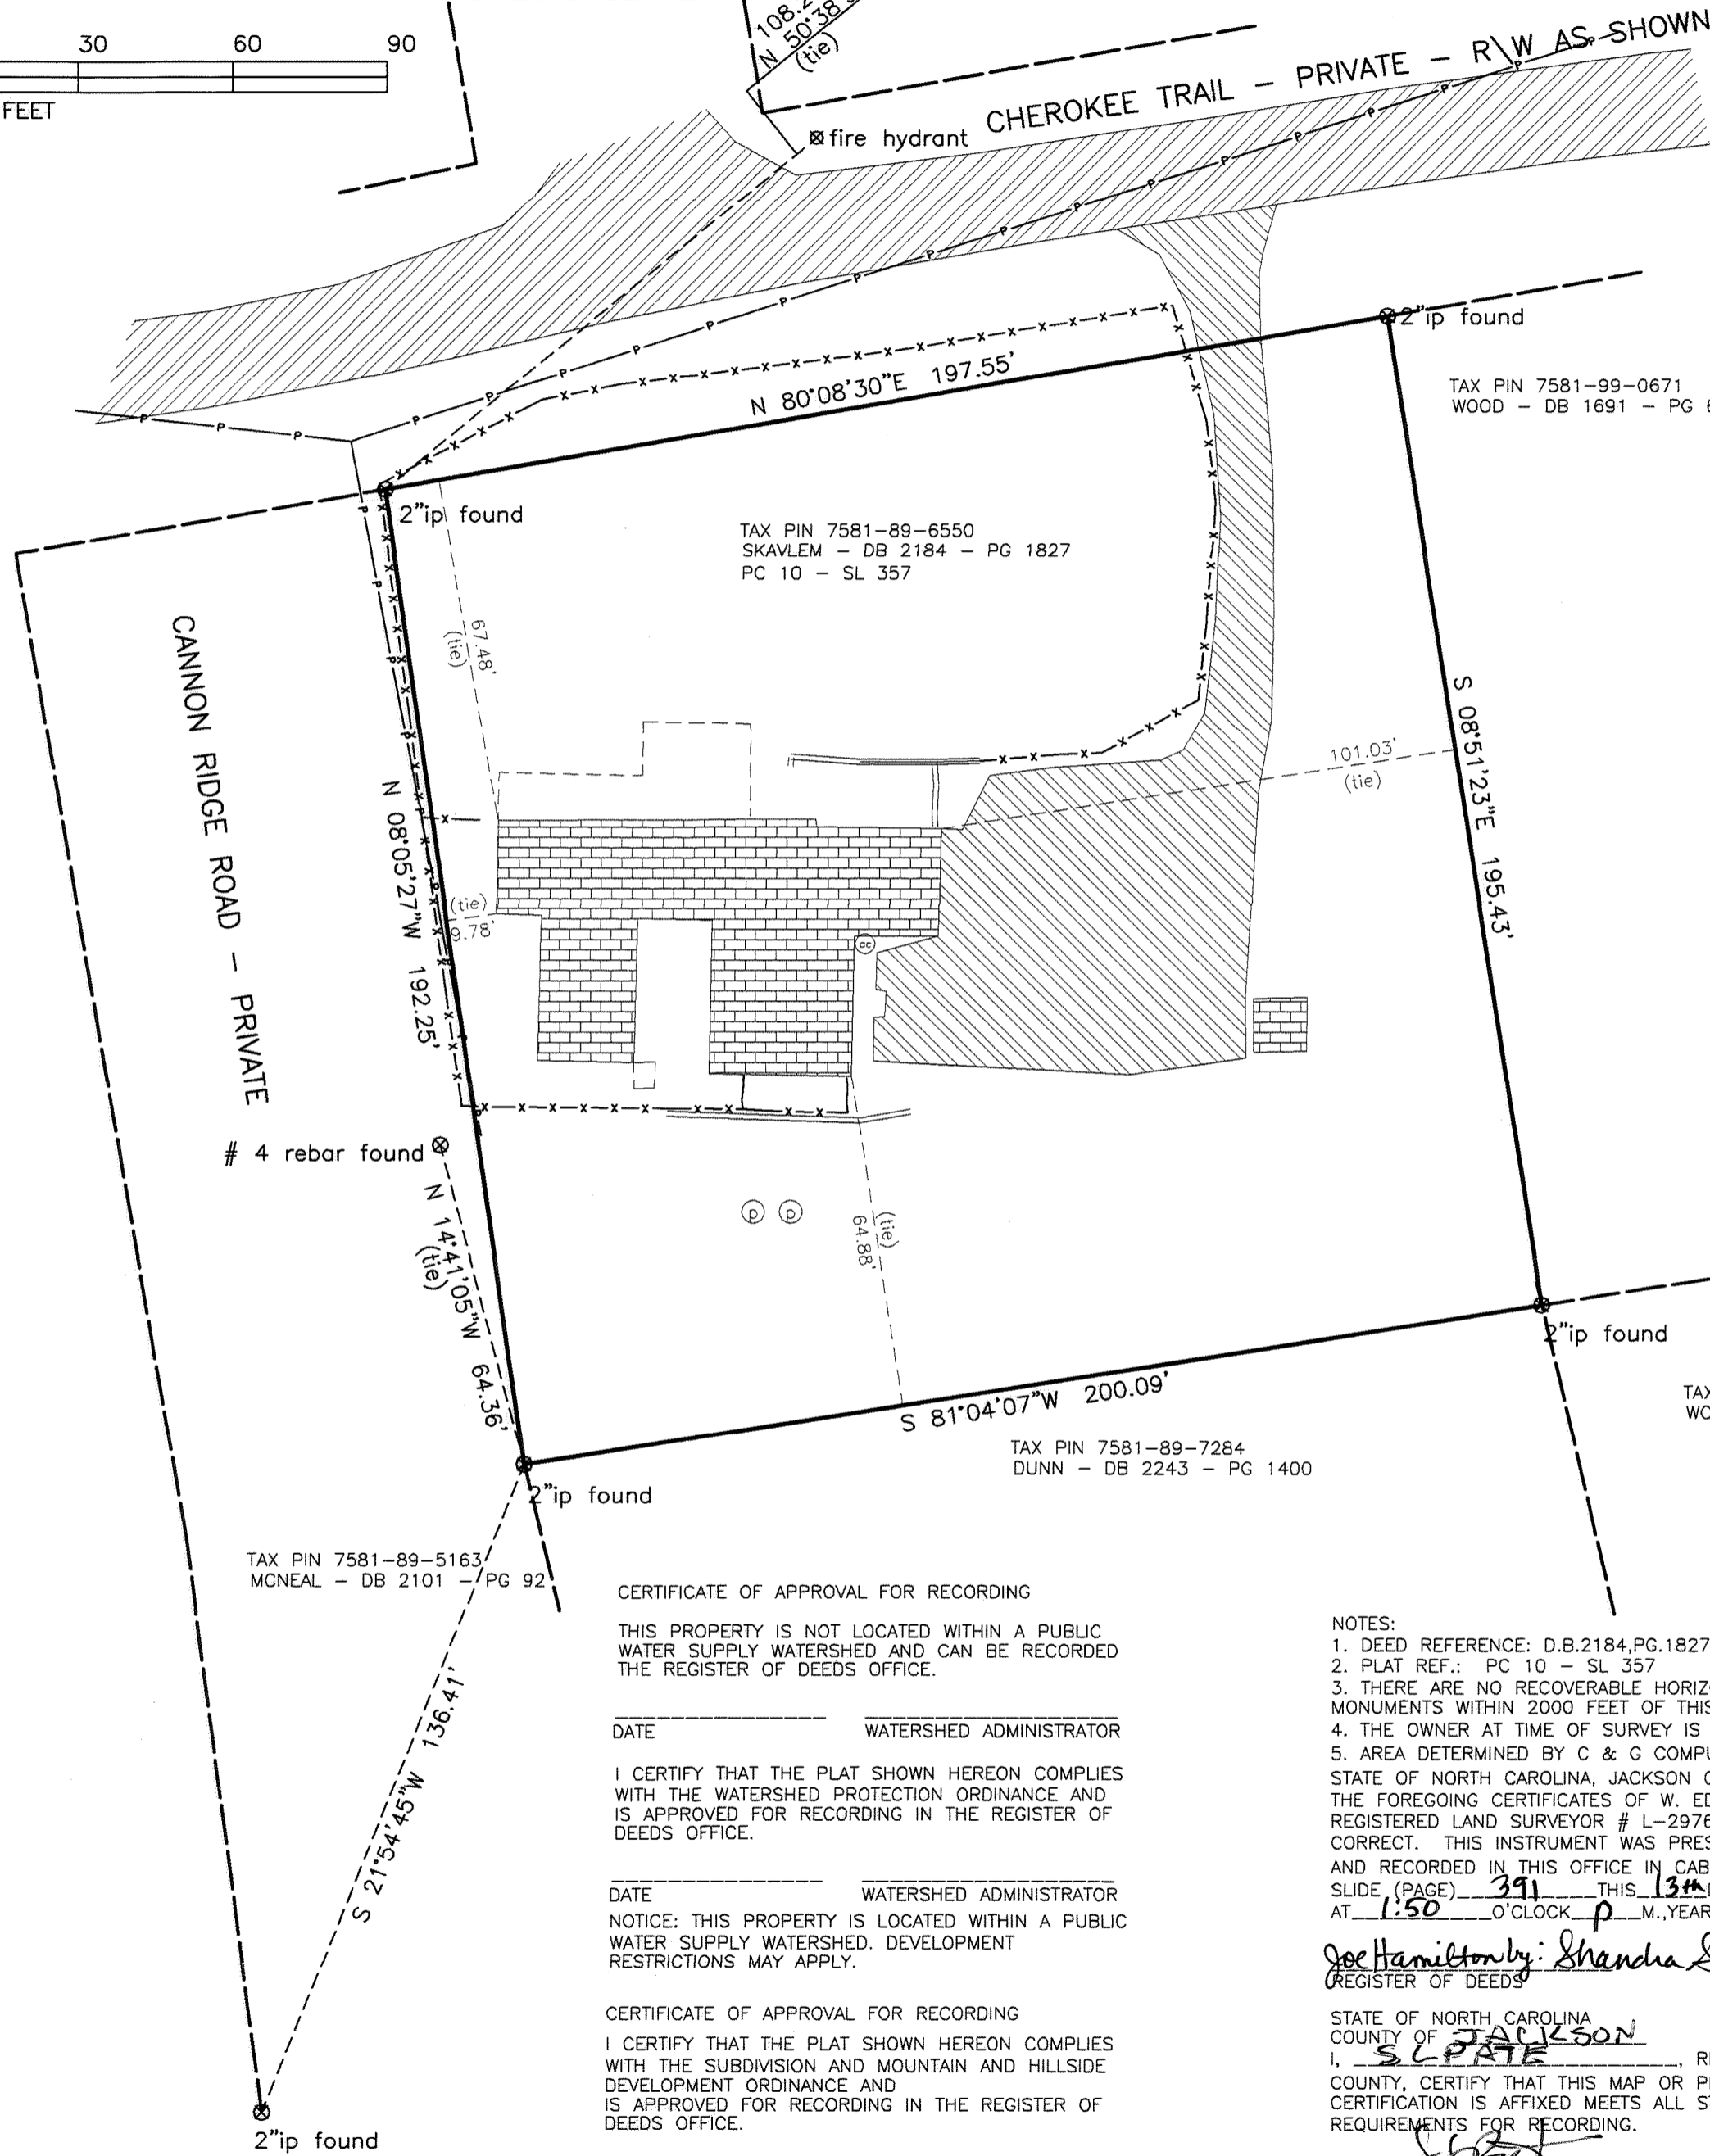 30 60 90
FEET
108.2
N 50°38'
(tie)
CHEROKEE TRAIL - PRIVATE - R\W AS SHOWN
fire hydrant
2"ip found
N 80°08'30"E 197.55'
TAX PIN 7581-99-0671
WOOD - DB 1691 - PG
2"ip found
TAX PIN 7581-89-6550
SKAVLEM - DB 2184 - PG 1827
PC 10 - SL 357
67.48'
(tie)
CANNON RIDGE ROAD - PRIVATE
N 08°05'27"W 192.25'
S 08°51'23"E 195.43'
101.03'
(tie)
(tie)
9.78'
ac
# 4 rebar found
N 14°41'05"W 64.36'
(tie)
p p
(tie)
64.88'
2"ip found
S 81°04'07"W 200.09'
TAX
WO
TAX PIN 7581-89-7284
DUNN - DB 2243 - PG 1400
2"ip found
TAX PIN 7581-89-5163
MCNEAL - DB 2101 - PG 92
S 21°54'45"W 136.41'
2"ip found
CERTIFICATE OF APPROVAL FOR RECORDING
THIS PROPERTY IS NOT LOCATED WITHIN A PUBLIC
WATER SUPPLY WATERSHED AND CAN BE RECORDED
THE REGISTER OF DEEDS OFFICE.
DATE WATERSHED ADMINISTRATOR
I CERTIFY THAT THE PLAT SHOWN HEREON COMPLIES
WITH THE WATERSHED PROTECTION ORDINANCE AND
IS APPROVED FOR RECORDING IN THE REGISTER OF
DEEDS OFFICE.
DATE WATERSHED ADMINISTRATOR
NOTICE: THIS PROPERTY IS LOCATED WITHIN A PUBLIC
WATER SUPPLY WATERSHED. DEVELOPMENT
RESTRICTIONS MAY APPLY.
CERTIFICATE OF APPROVAL FOR RECORDING
I CERTIFY THAT THE PLAT SHOWN HEREON COMPLIES
WITH THE SUBDIVISION AND MOUNTAIN AND HILLSIDE
DEVELOPMENT ORDINANCE AND
IS APPROVED FOR RECORDING IN THE REGISTER OF
DEEDS OFFICE.
NOTES:
1. DEED REFERENCE: D.B.2184,PG.1827
2. PLAT REF.: PC 10 - SL 357
3. THERE ARE NO RECOVERABLE HORIZ
MONUMENTS WITHIN 2000 FEET OF THIS
4. THE OWNER AT TIME OF SURVEY IS
5. AREA DETERMINED BY C & G COMPU
STATE OF NORTH CAROLINA, JACKSON C
THE FOREGOING CERTIFICATES OF W. ED
REGISTERED LAND SURVEYOR # L-2976
CORRECT. THIS INSTRUMENT WAS PRES
AND RECORDED IN THIS OFFICE IN CAB
SLIDE (PAGE) 391 THIS 13th
AT 1:50 O'CLOCK P M.,YEAR
Joe Hamilton by: Shandra S
REGISTER OF DEEDS
STATE OF NORTH CAROLINA
COUNTY OF JACKSON
I, S L PATE, R
COUNTY, CERTIFY THAT THIS MAP OR P
CERTIFICATION IS AFFIXED MEETS ALL S
REQUIREMENTS FOR RECORDING.